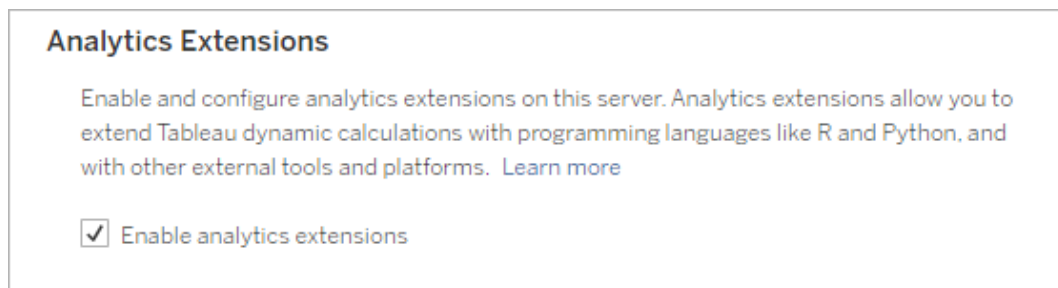 Analytics Extensions
Enable and configure analytics extensions on this server. Analytics extensions allow you to
extend Tableau dynamic calculations with programming languages like R and Python, and
with other external tools and platforms. Learn more
Enable analytics extensions